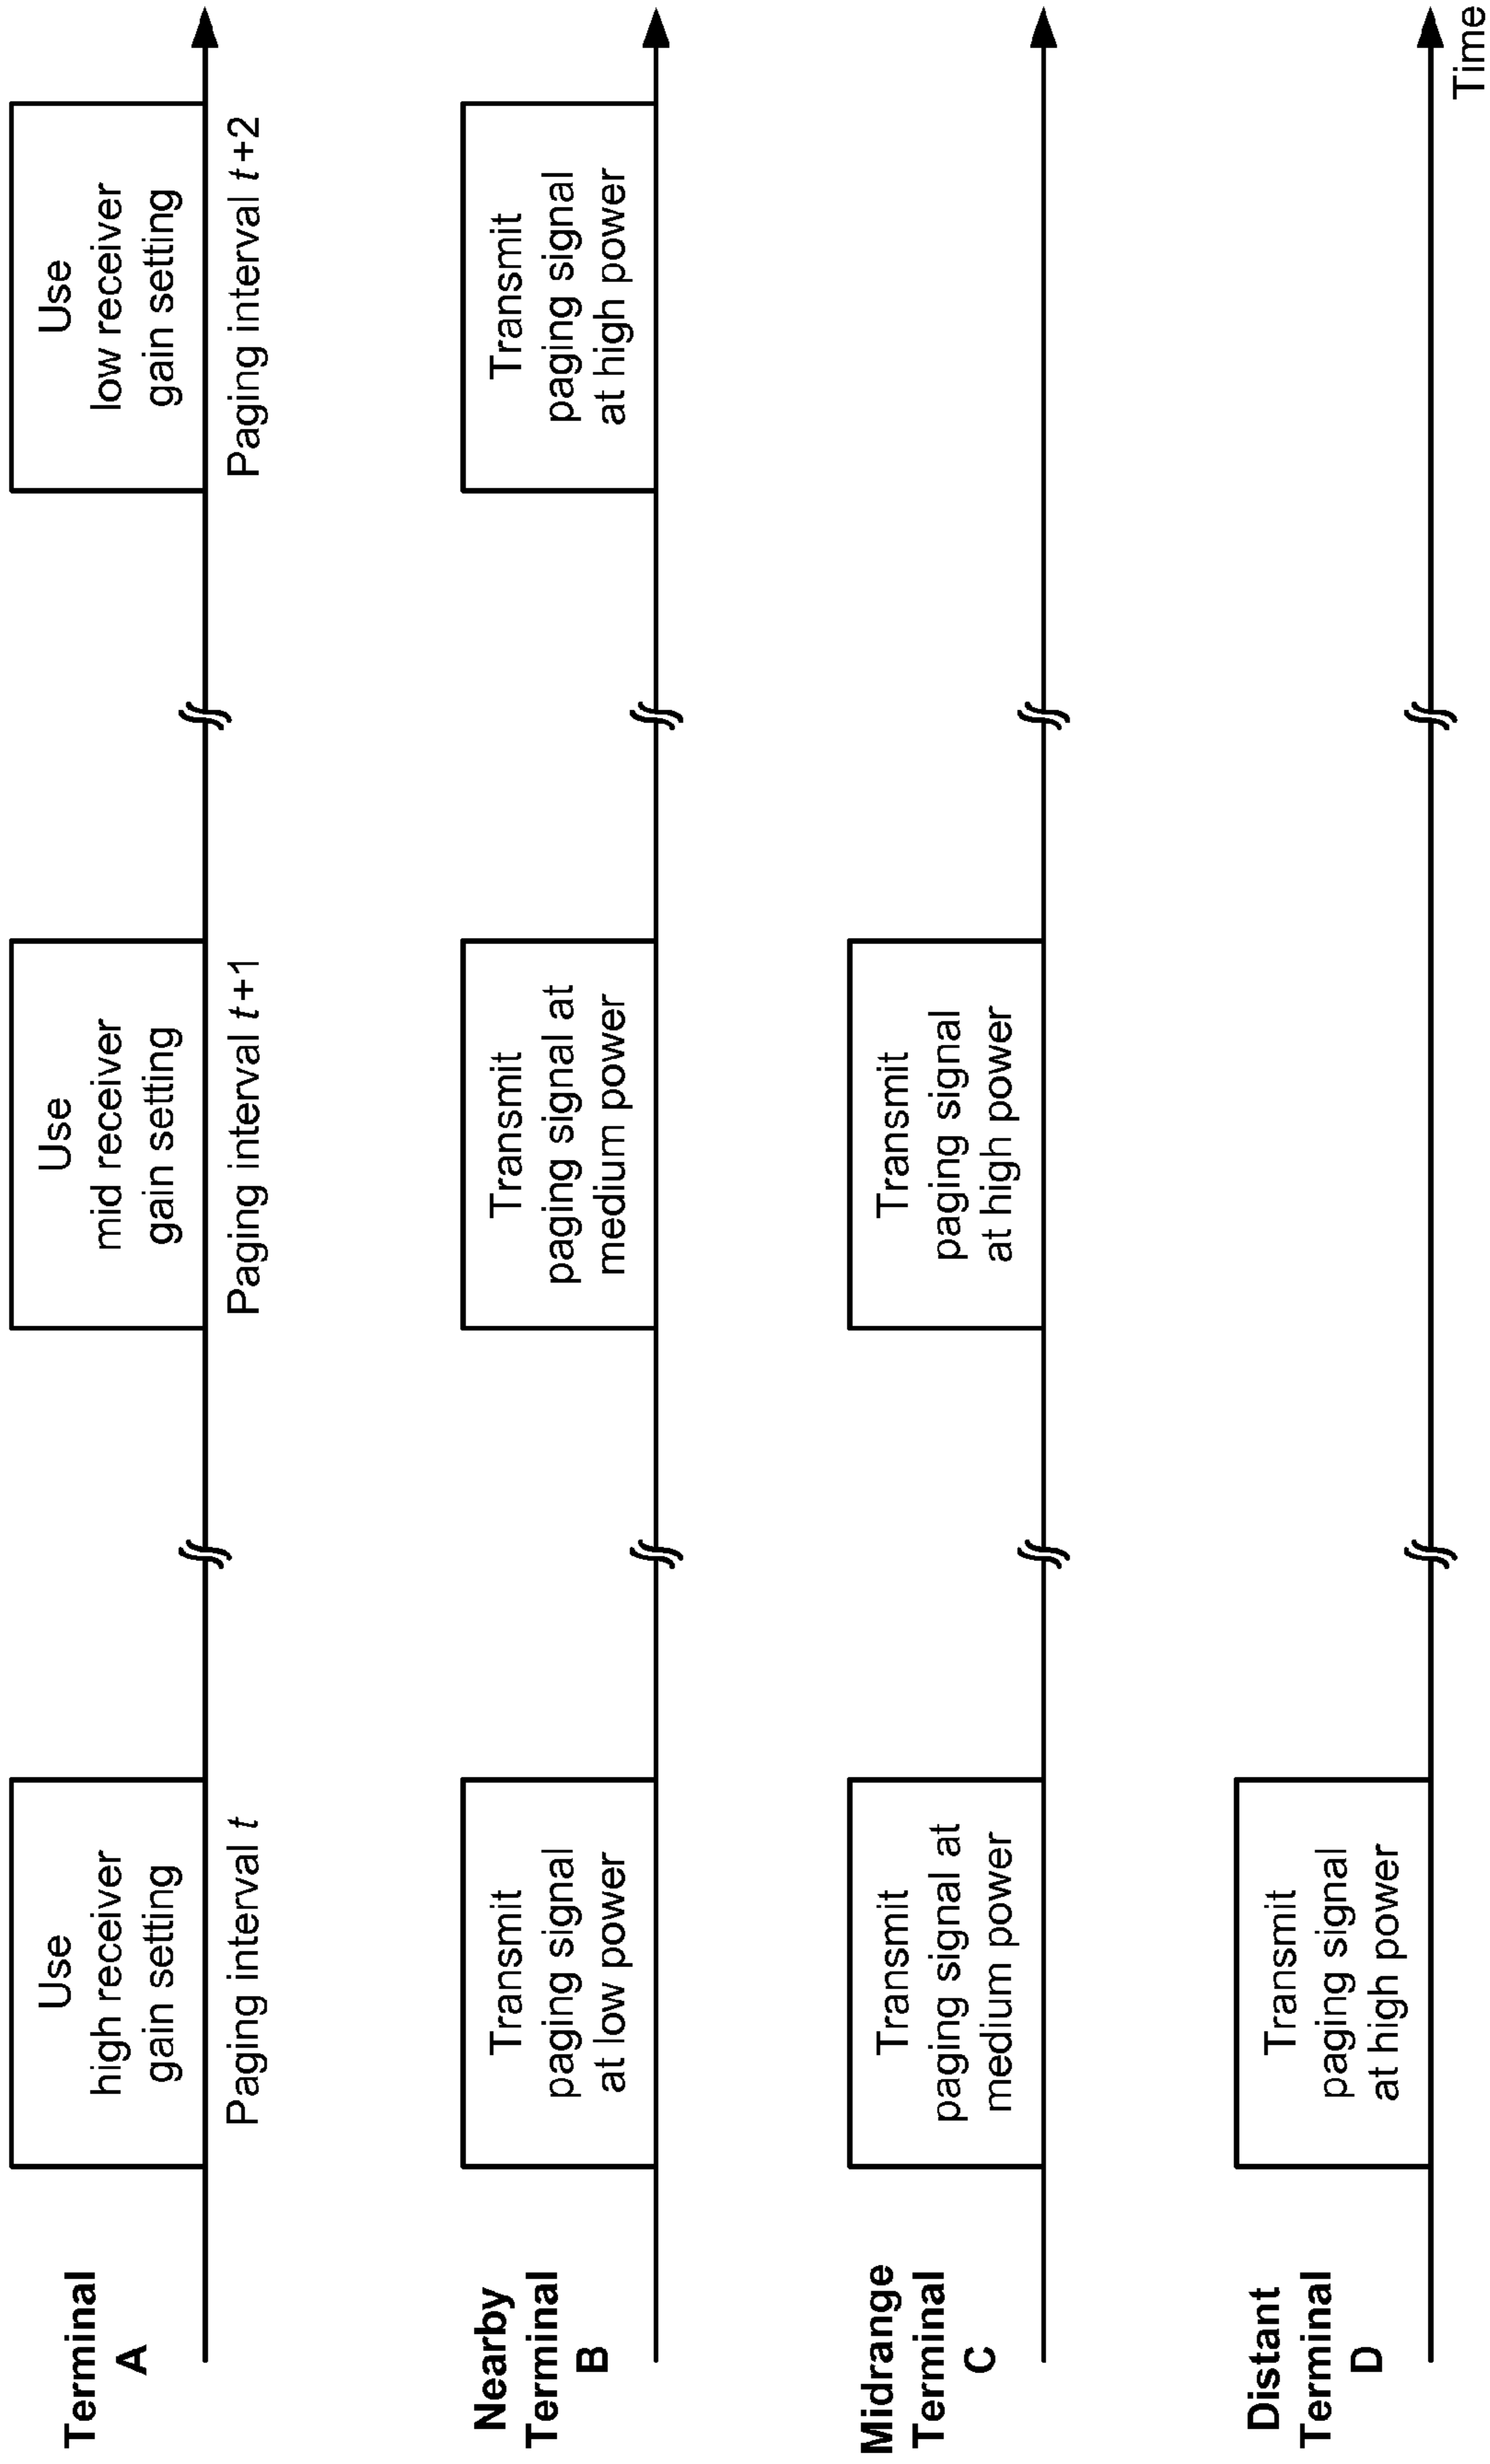 Terminal
A
Use
high receiver
gain setting
Use
mid receiver
gain setting
Use
low receiver
gain setting
Paging interval t
Paging interval t+1
Paging interval t+2
Nearby
Terminal
B
Transmit
paging signal
at low power
Transmit
paging signal at
medium power
Transmit
paging signal
at high power
Midrange
Terminal
C
Transmit
paging signal at
medium power
Transmit
paging signal
at high power
Distant
Terminal
D
Transmit
paging signal
at high power
Time